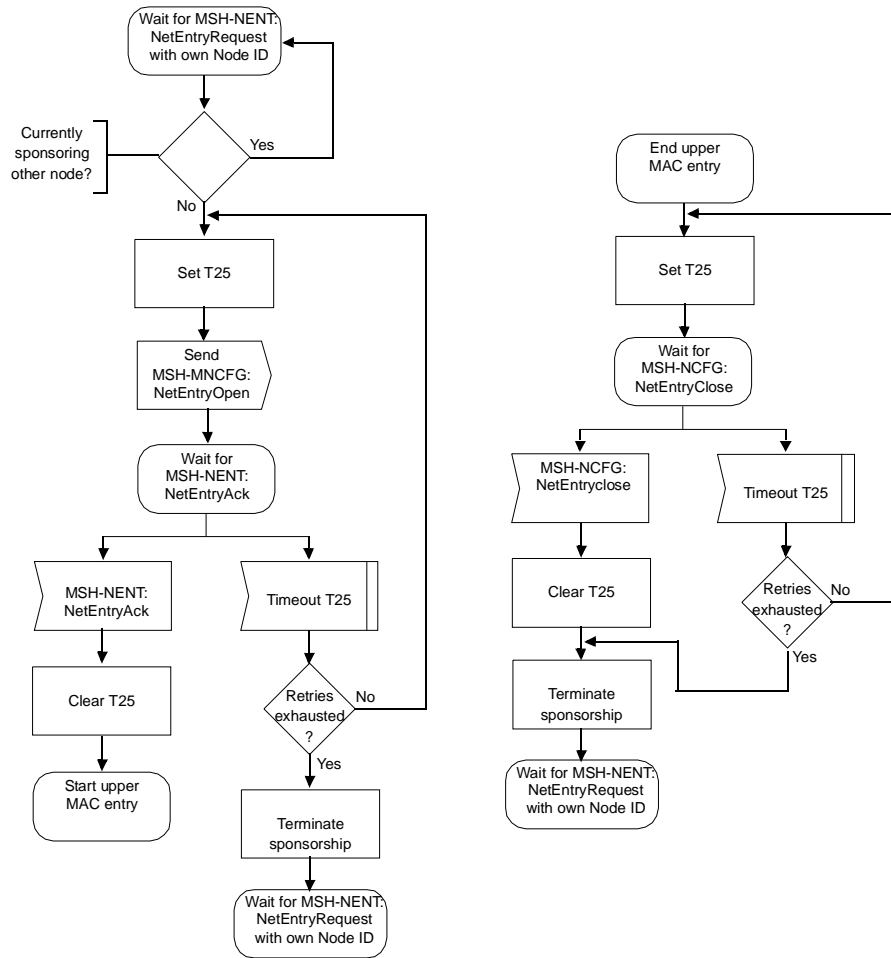 Wait for MSH-NENT:
NetEntryRequest
with own Node ID
Currently
sponsoring
other node?
Yes
No
Set T25
Send
MSH-MNCFG:
NetEntryOpen
Wait for
MSH-NENT:
NetEntryAck
MSH-NENT:
NetEntryAck
Timeout T25
Clear T25
Retries
exhausted
?
No
Yes
Start upper
MAC entry
Terminate
sponsorship
Wait for MSH-NENT:
NetEntryRequest
with own Node ID
End upper
MAC entry
Set T25
Wait for
MSH-NCFG:
NetEntryClose
MSH-NCFG:
NetEntryclose
Timeout T25
Clear T25
Retries
exhausted
?
No
Yes
Terminate
sponsorship
Wait for MSH-NENT:
NetEntryRequest
with own Node ID